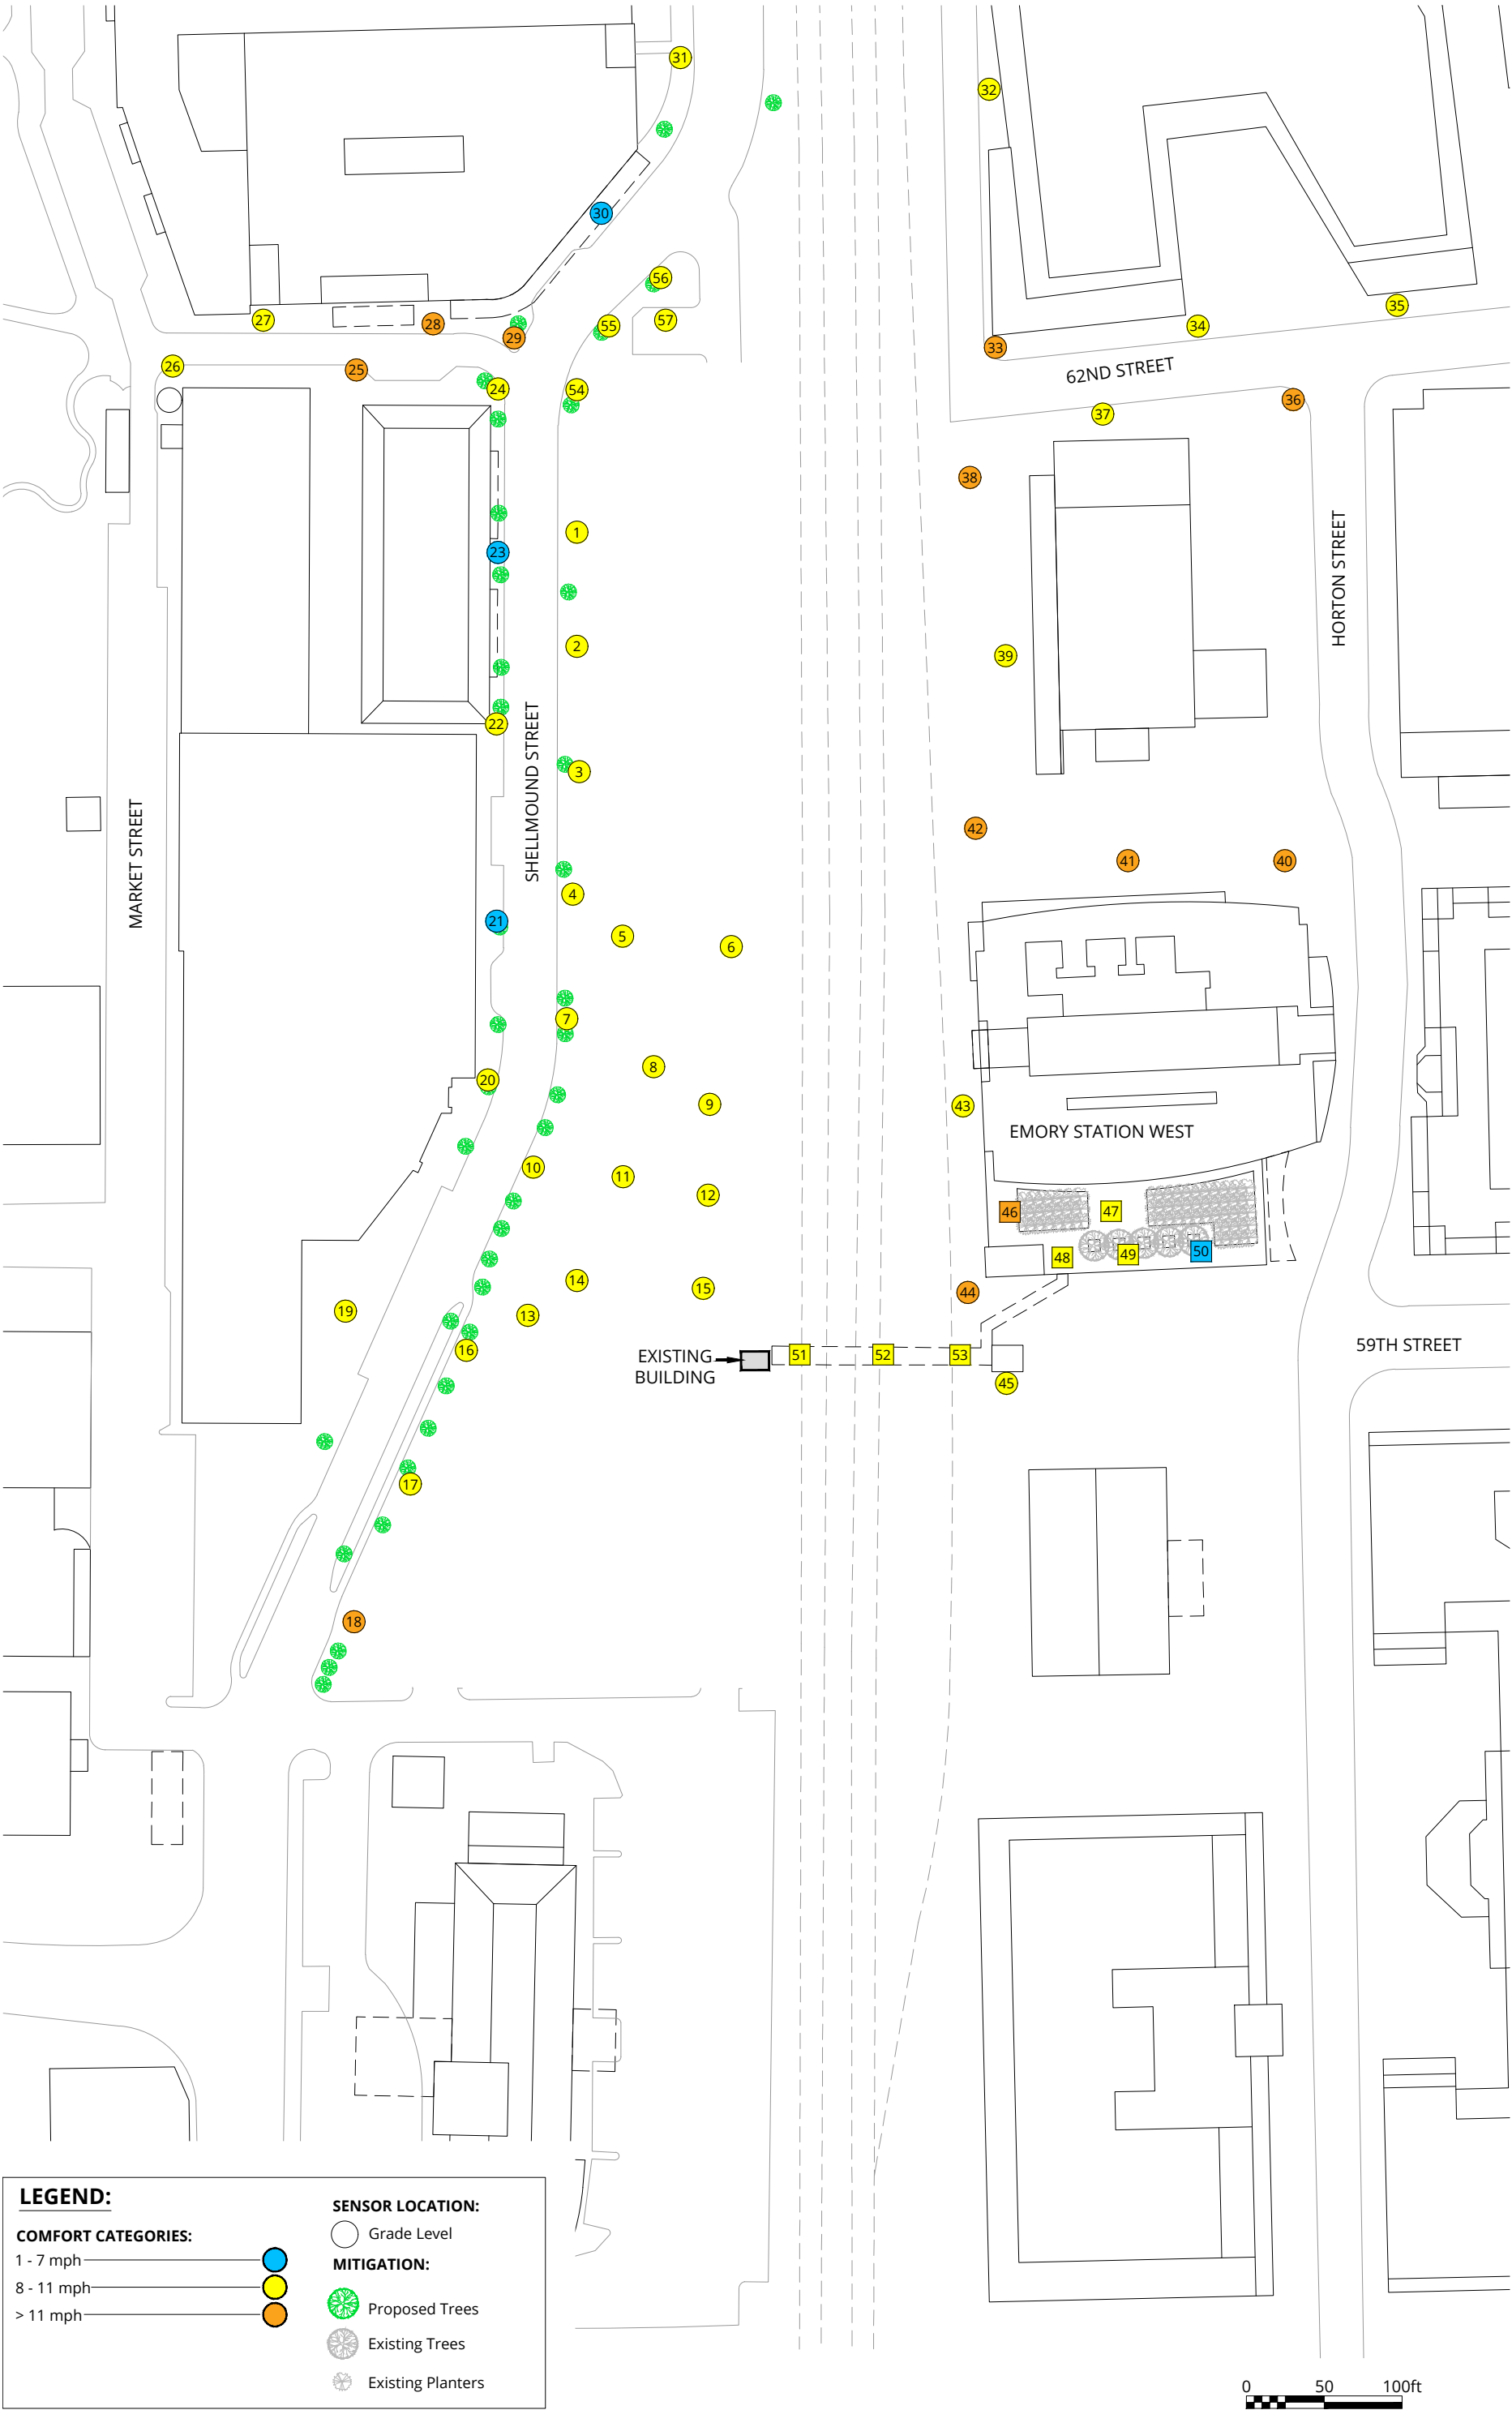 31
32
30
56
35
27
28
55
57
34
29
33
26
25
62ND STREET
24
54
36
37
38
1
HORTON STREET
23
2
39
22
3
SHELLMOUND STREET
42
MARKET STREET
41
40
4
21
5
6
7
8
20
9
43
EMORY STATION WEST
10
11
12
46
47
48
49
50
14
15
44
19
13
16
59TH STREET
EXISTING
BUILDING
51
52
53
45
17
18
LEGEND:
COMFORT CATEGORIES:
1 - 7 mph
8 - 11 mph
> 11 mph
SENSOR LOCATION:
Grade Level
MITIGATION:
Proposed Trees
Existing Trees
Existing Planters
0 50 100ft